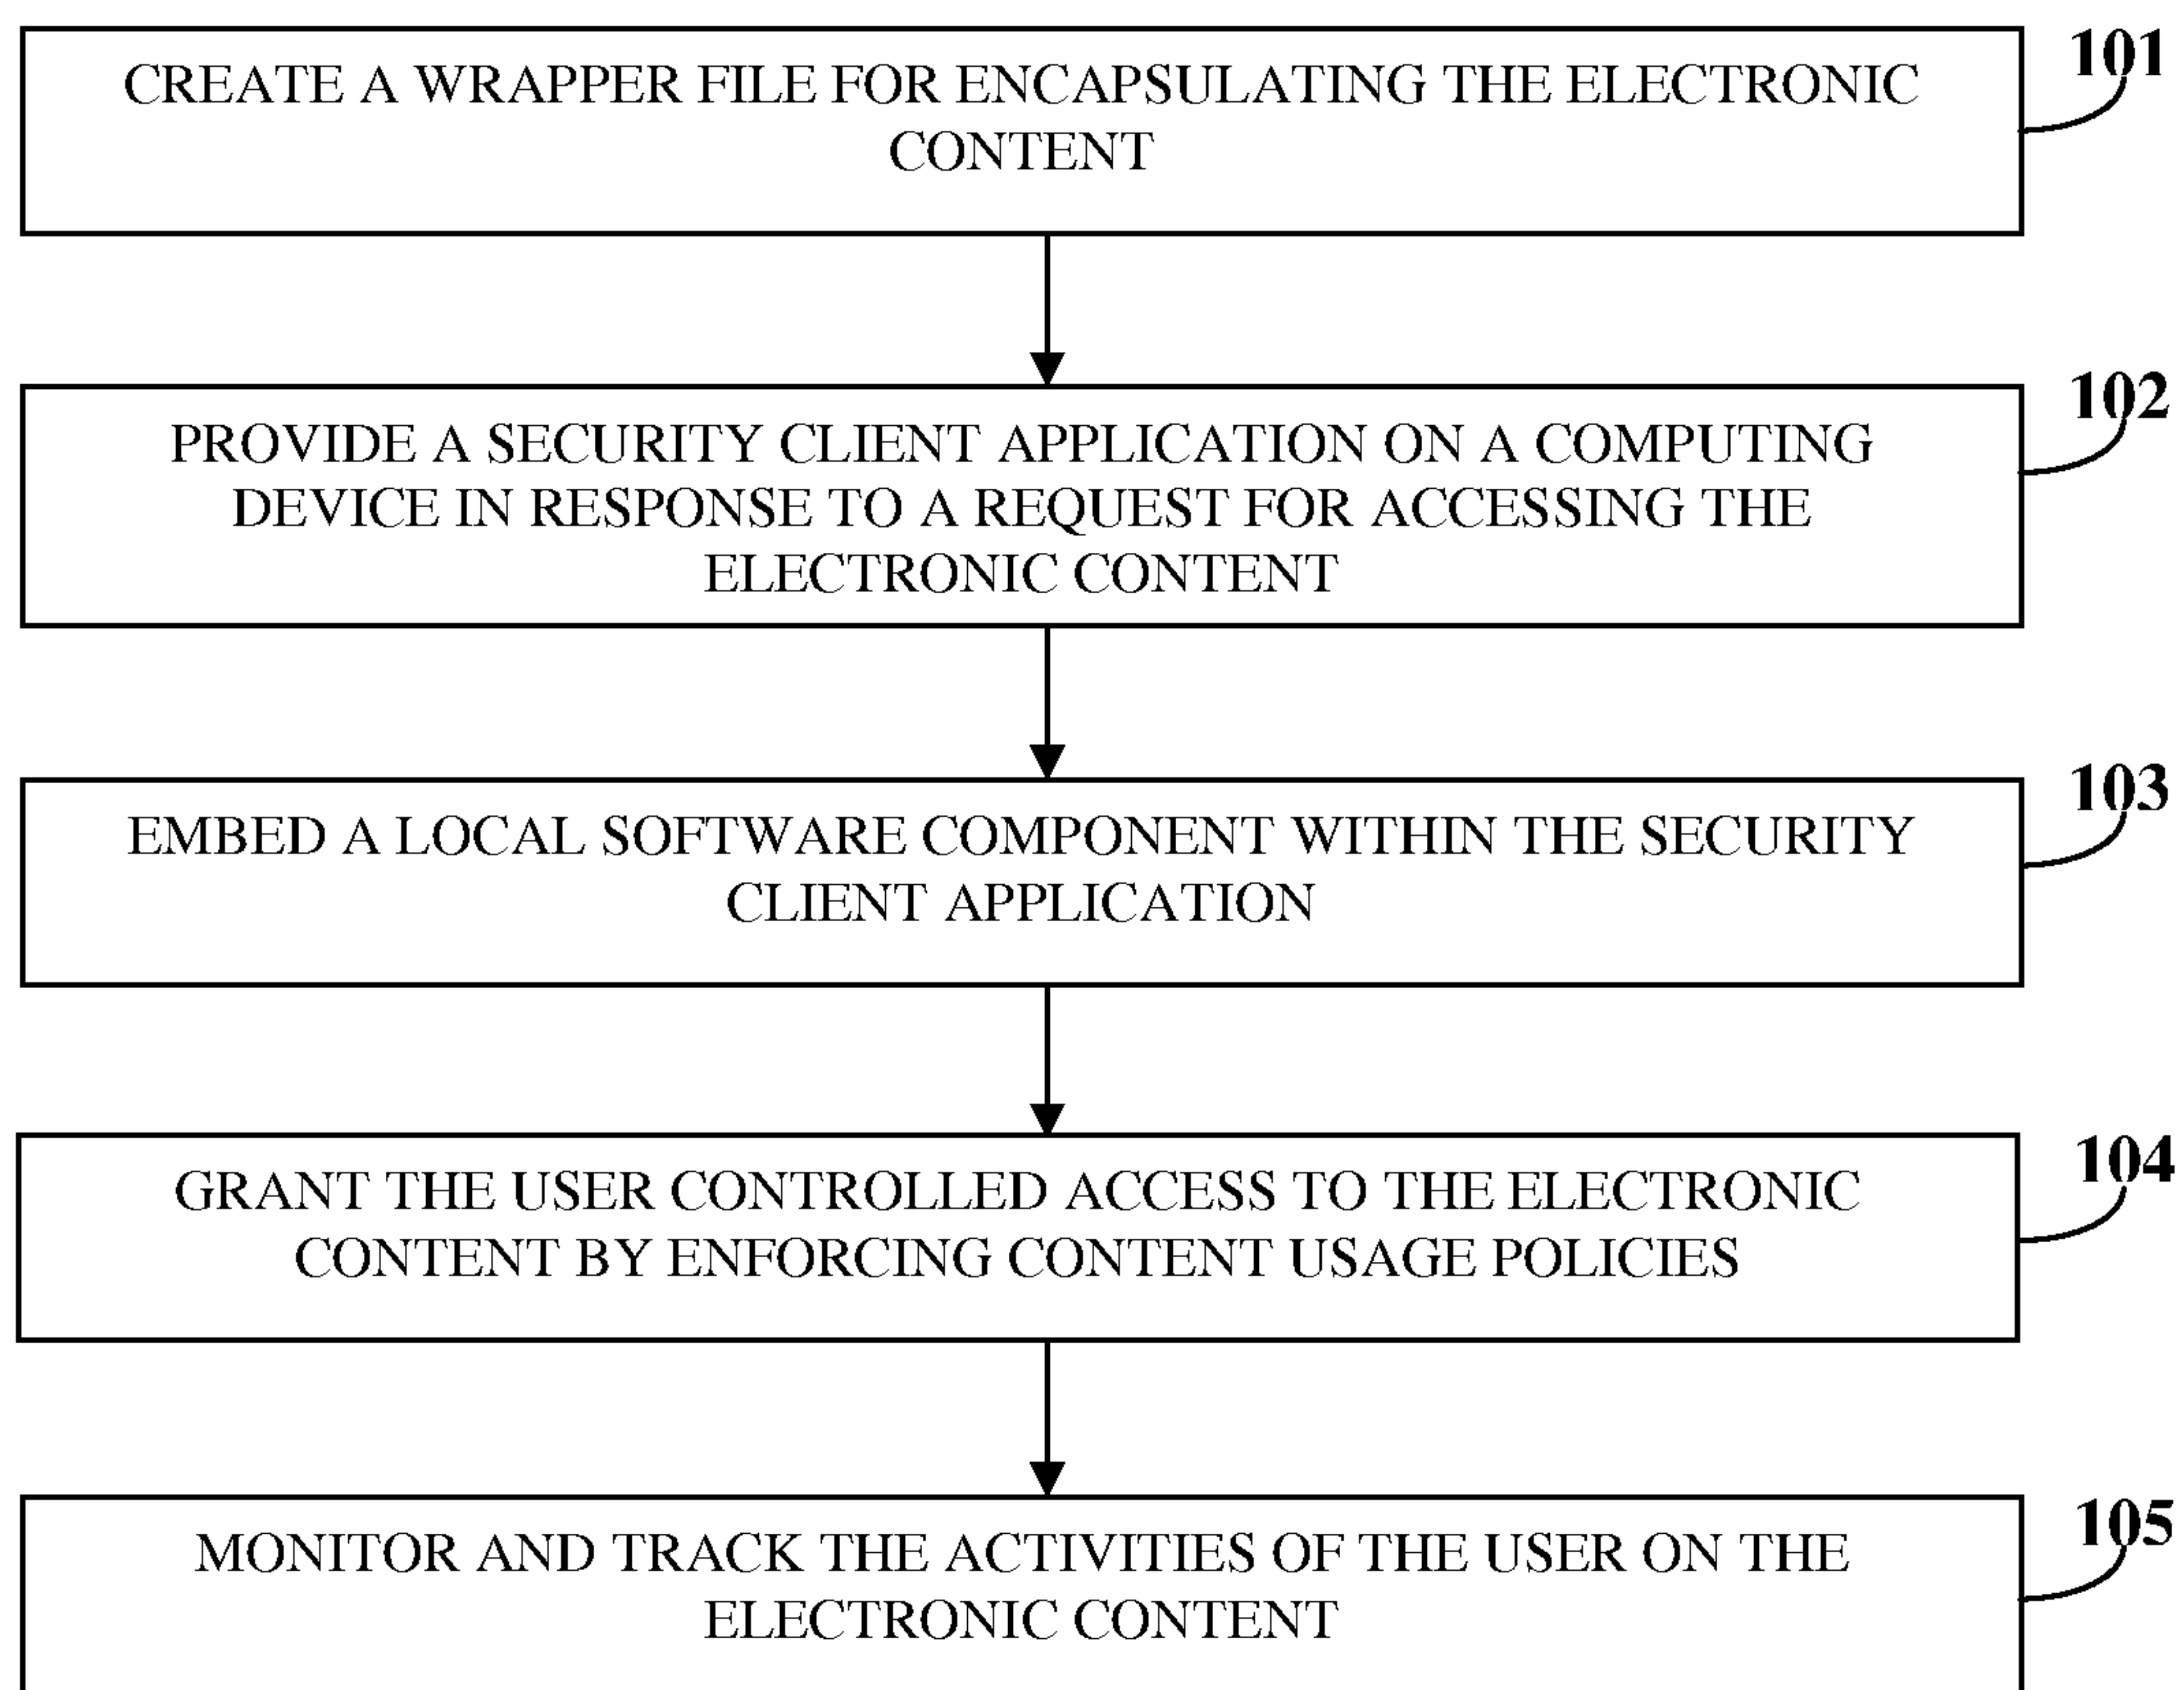 CREATE A WRAPPER FILE FOR ENCAPSULATING THE ELECTRONIC
CONTENT
101
PROVIDE A SECURITY CLIENT APPLICATION ON A COMPUTING
DEVICE IN RESPONSE TO A REQUEST FOR ACCESSING THE
ELECTRONIC CONTENT
102
EMBED A LOCAL SOFTWARE COMPONENT WITHIN THE SECURITY
CLIENT APPLICATION
103
GRANT THE USER CONTROLLED ACCESS TO THE ELECTRONIC
CONTENT BY ENFORCING CONTENT USAGE POLICIES
104
MONITOR AND TRACK THE ACTIVITIES OF THE USER ON THE
ELECTRONIC CONTENT
105